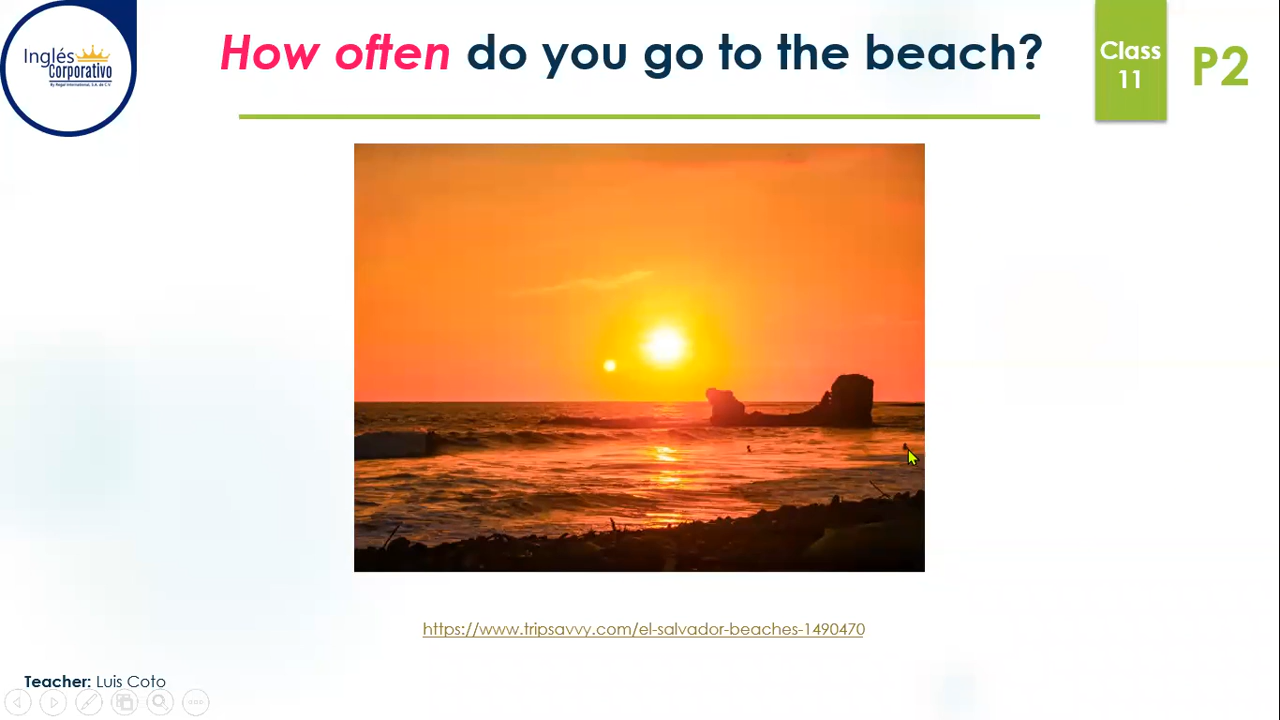 Inglés
Corporativo
How often do you go to the beach?
Class
11
P2
https://www.tripsavvy.com/el-salvador-beaches-1490470
Teacher: Luis Coto